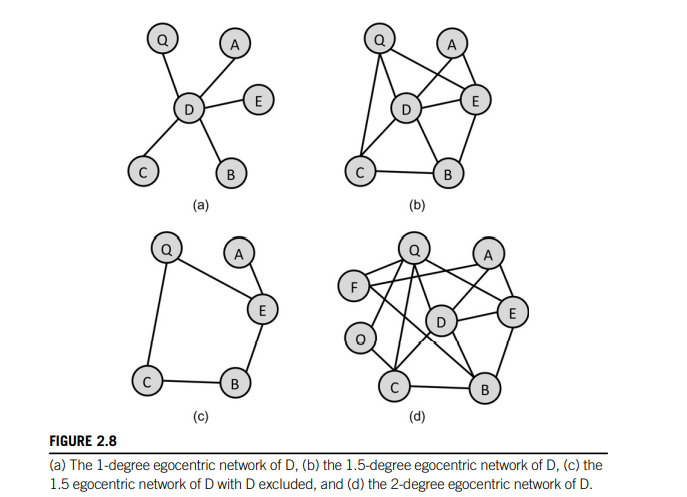 Q A
E
D
C B
(a)
Q A
E
D
C B
(b)
Q A
E
C B
(c)
Q A
F
D E
O
C B
(d)
FIGURE 2.8
(a) The 1-degree egocentric network of D, (b) the 1.5-degree egocentric network of D, (c) the
1.5 egocentric network of D with D excluded, and (d) the 2-degree egocentric network of D.